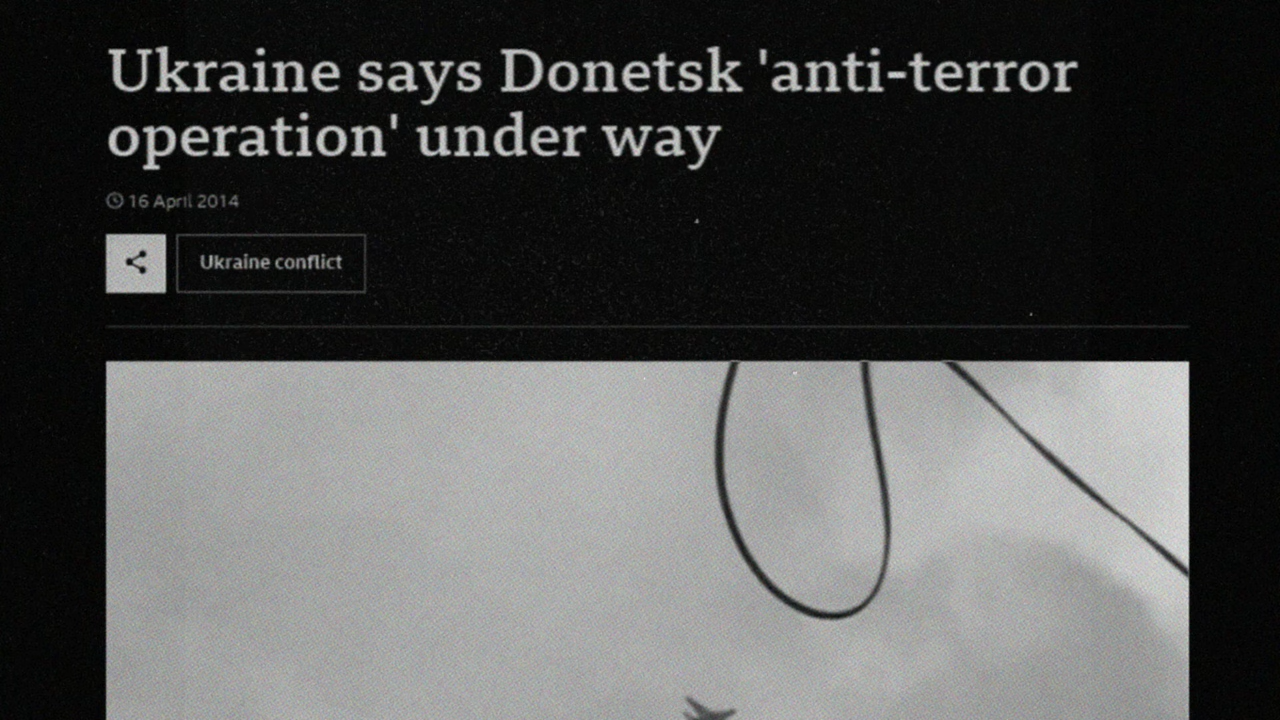 Ukraine says Donetsk 'anti-terror
operation' under way
16 April 2014
Ukraine conflict